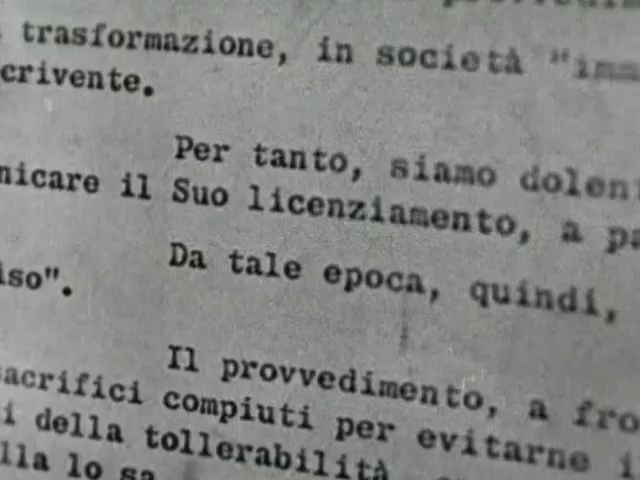 trasformazione, in società "imm
crivente.
Per tanto, siamo dolen
nicare il Suo licenziamento, a pa
Da tale epoca, quindi,
iso".
Il provvedimento, a fro
acrifici compiuti per evitarne i
i della tollerabilità
lla lo sa